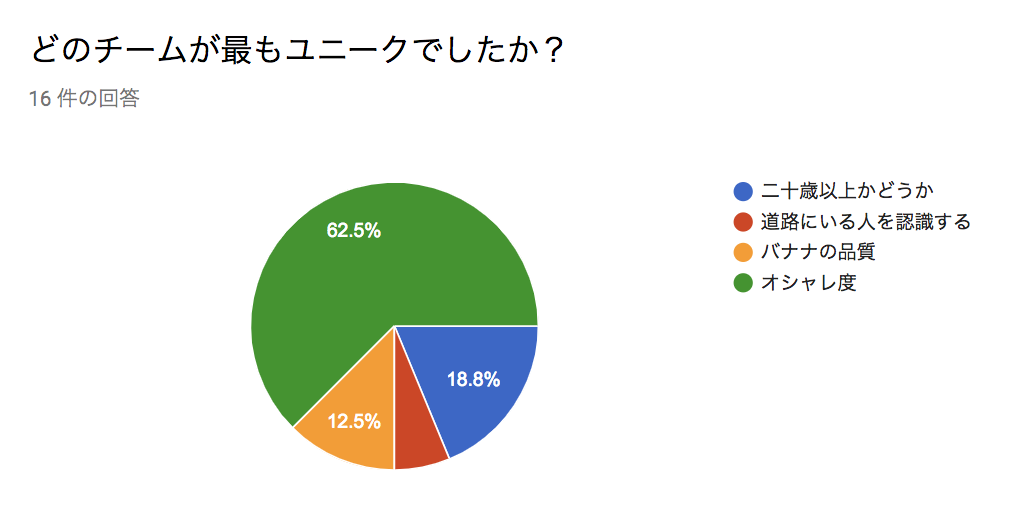 どのチームが最もユニークでしたか？
16 件の回答
62.5%
18.8%
12.5%
二十歳以上かどうか
道路にいる人を認識する
バナナの品質
オシャレ度